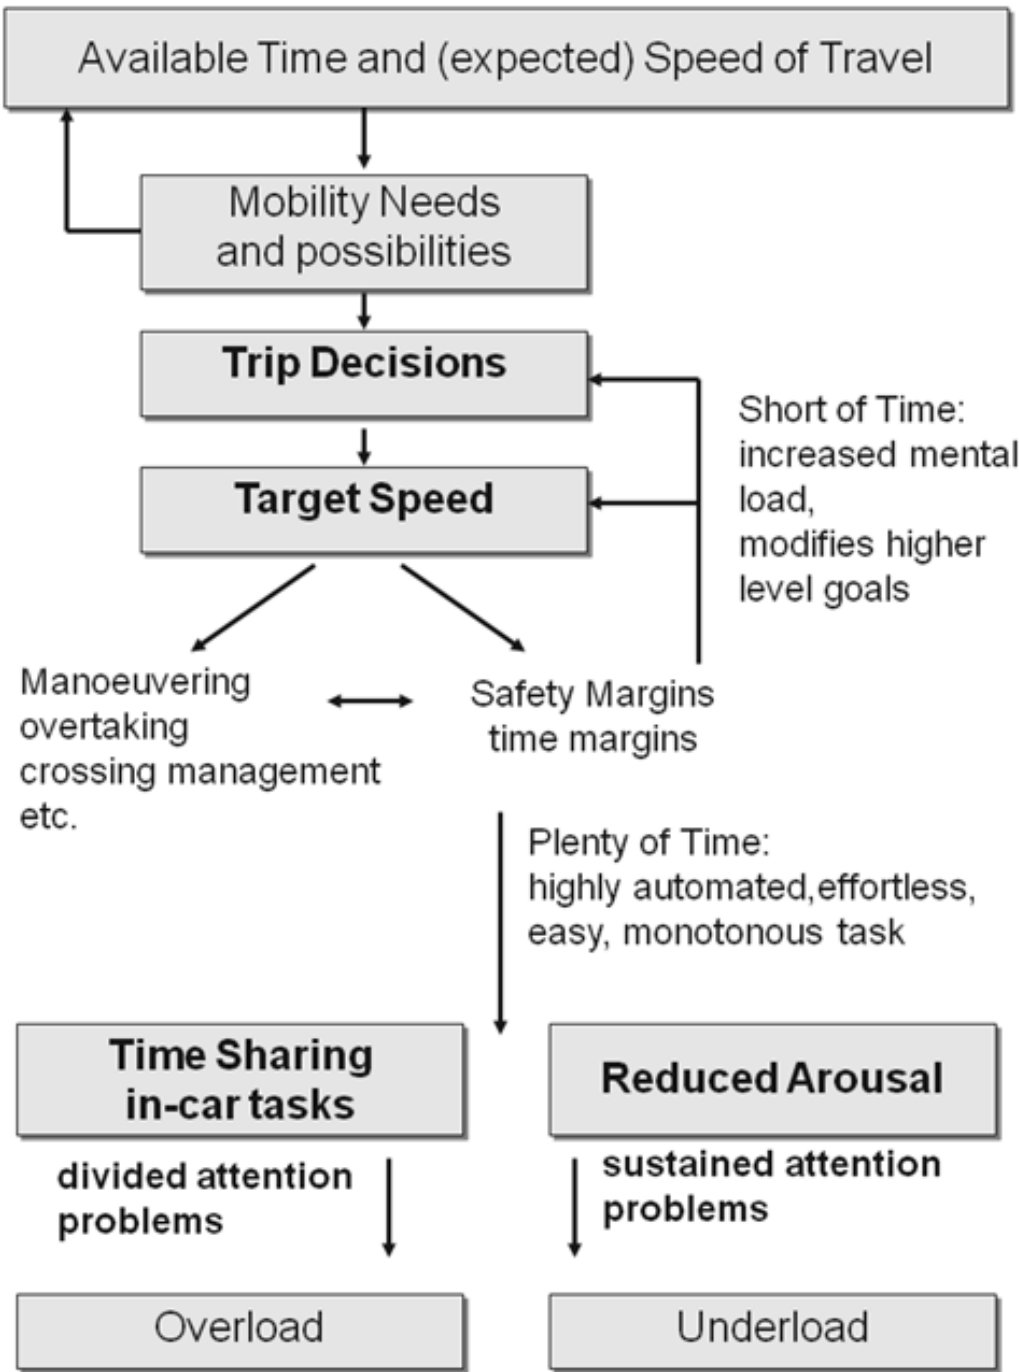 Available Time and (expected) Speed of Travel
Mobility Needs
and possibilities
Trip Decisions
Short of Time:
increased mental
load,
modifies higher
level goals
Target Speed
Manoeuvering
overtaking
crossing management
etc.
Safety Margins
time margins
Plenty of Time:
highly automated,effortless,
easy, monotonous task
Time Sharing
in-car tasks
Reduced Arousal
divided attention
problems
sustained attention
problems
Overload
Underload